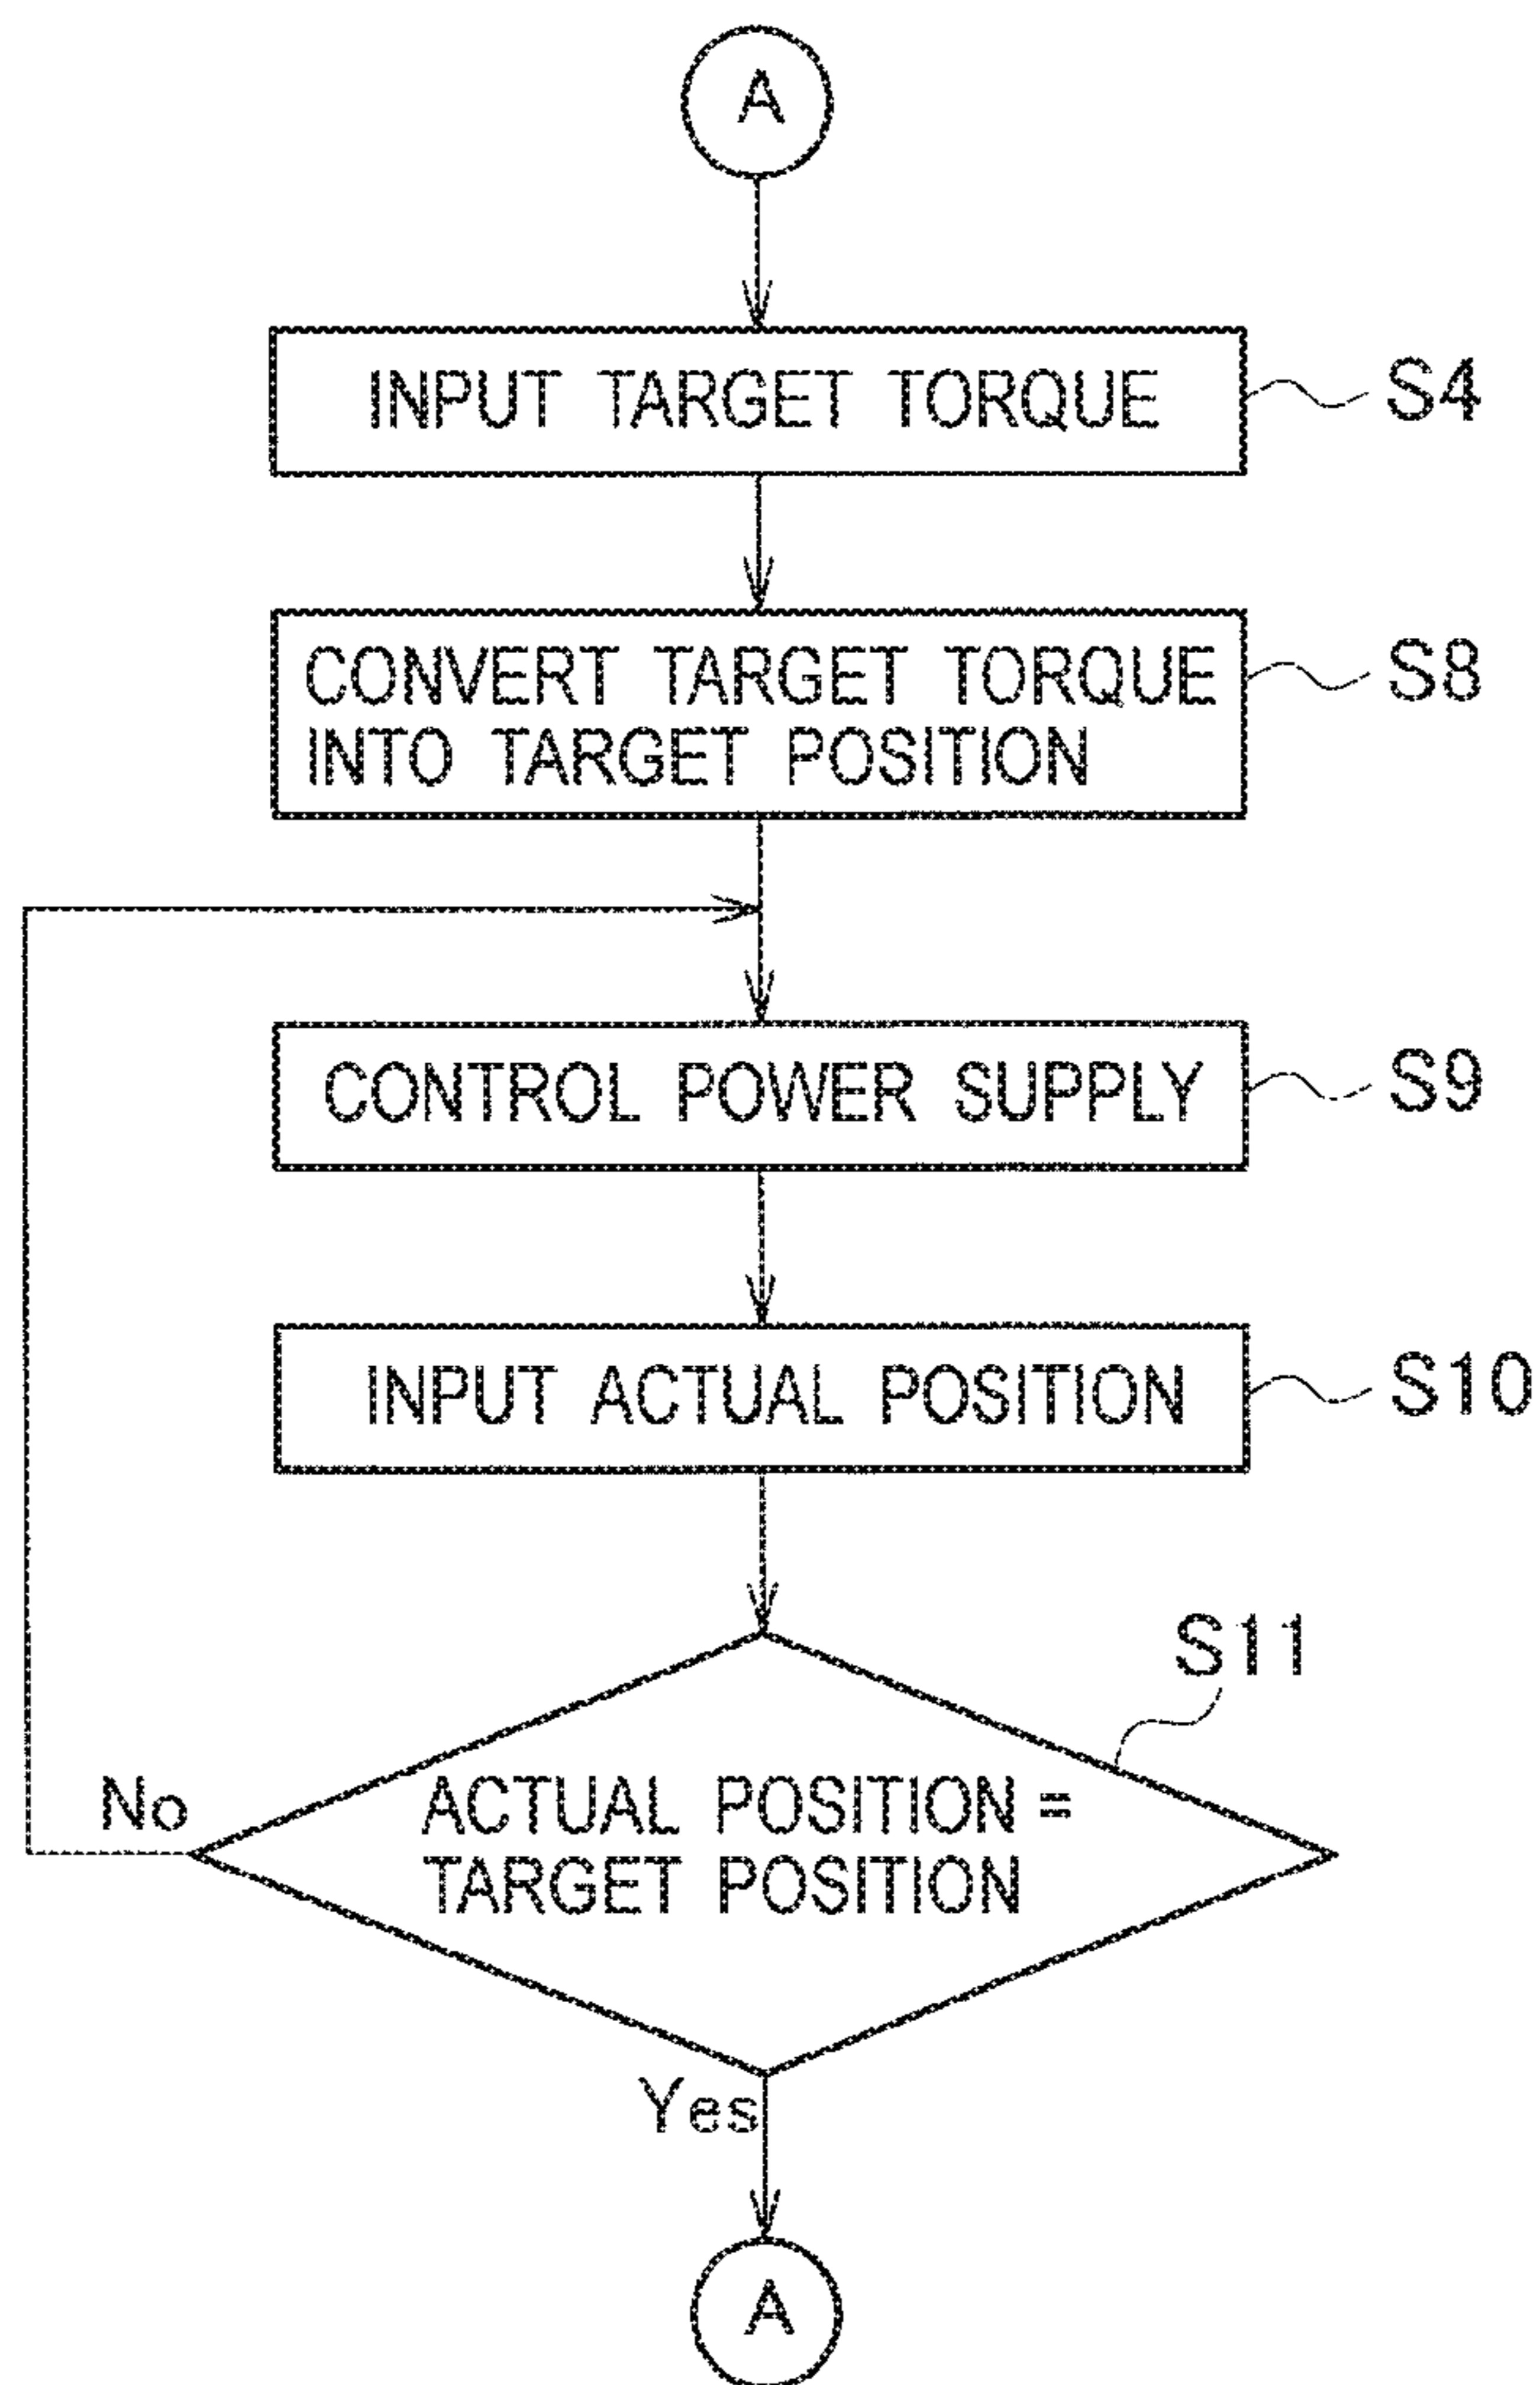 A
INPUT TARGET TORQUE
S4
CONVERT TARGET TORQUE
INTO TARGET POSITION
S8
CONTROL POWER SUPPLY
S9
INPUT ACTUAL POSITION
S10
S11
No
ACTUAL POSITION =
TARGET POSITION
Yes
A